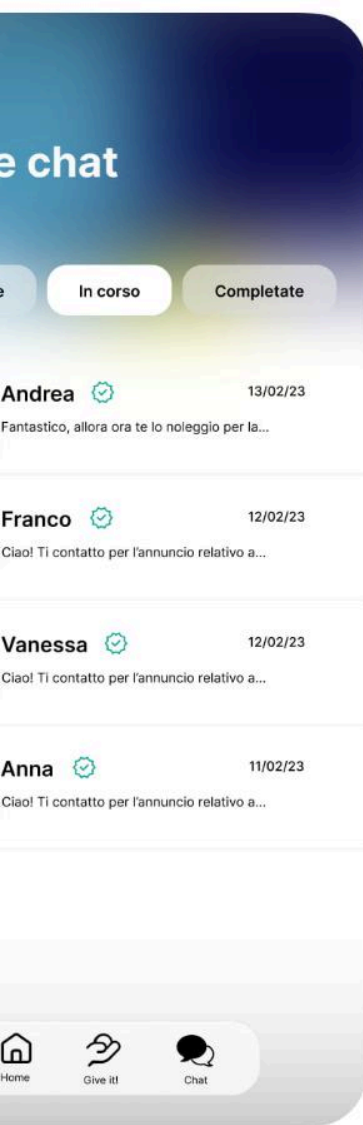 e chat
e In corso Completate
Andrea 13/02/23
Fantastico, allora ora te lo noleggio per la...
Franco 12/02/23
Ciao! Ti contatto per l'annuncio relativo a...
Vanessa 12/02/23
Ciao! Ti contatto per l'annuncio relativo a...
Anna 11/02/23
Ciao! Ti contatto per l'annuncio relativo a...
Home Give it! Chat